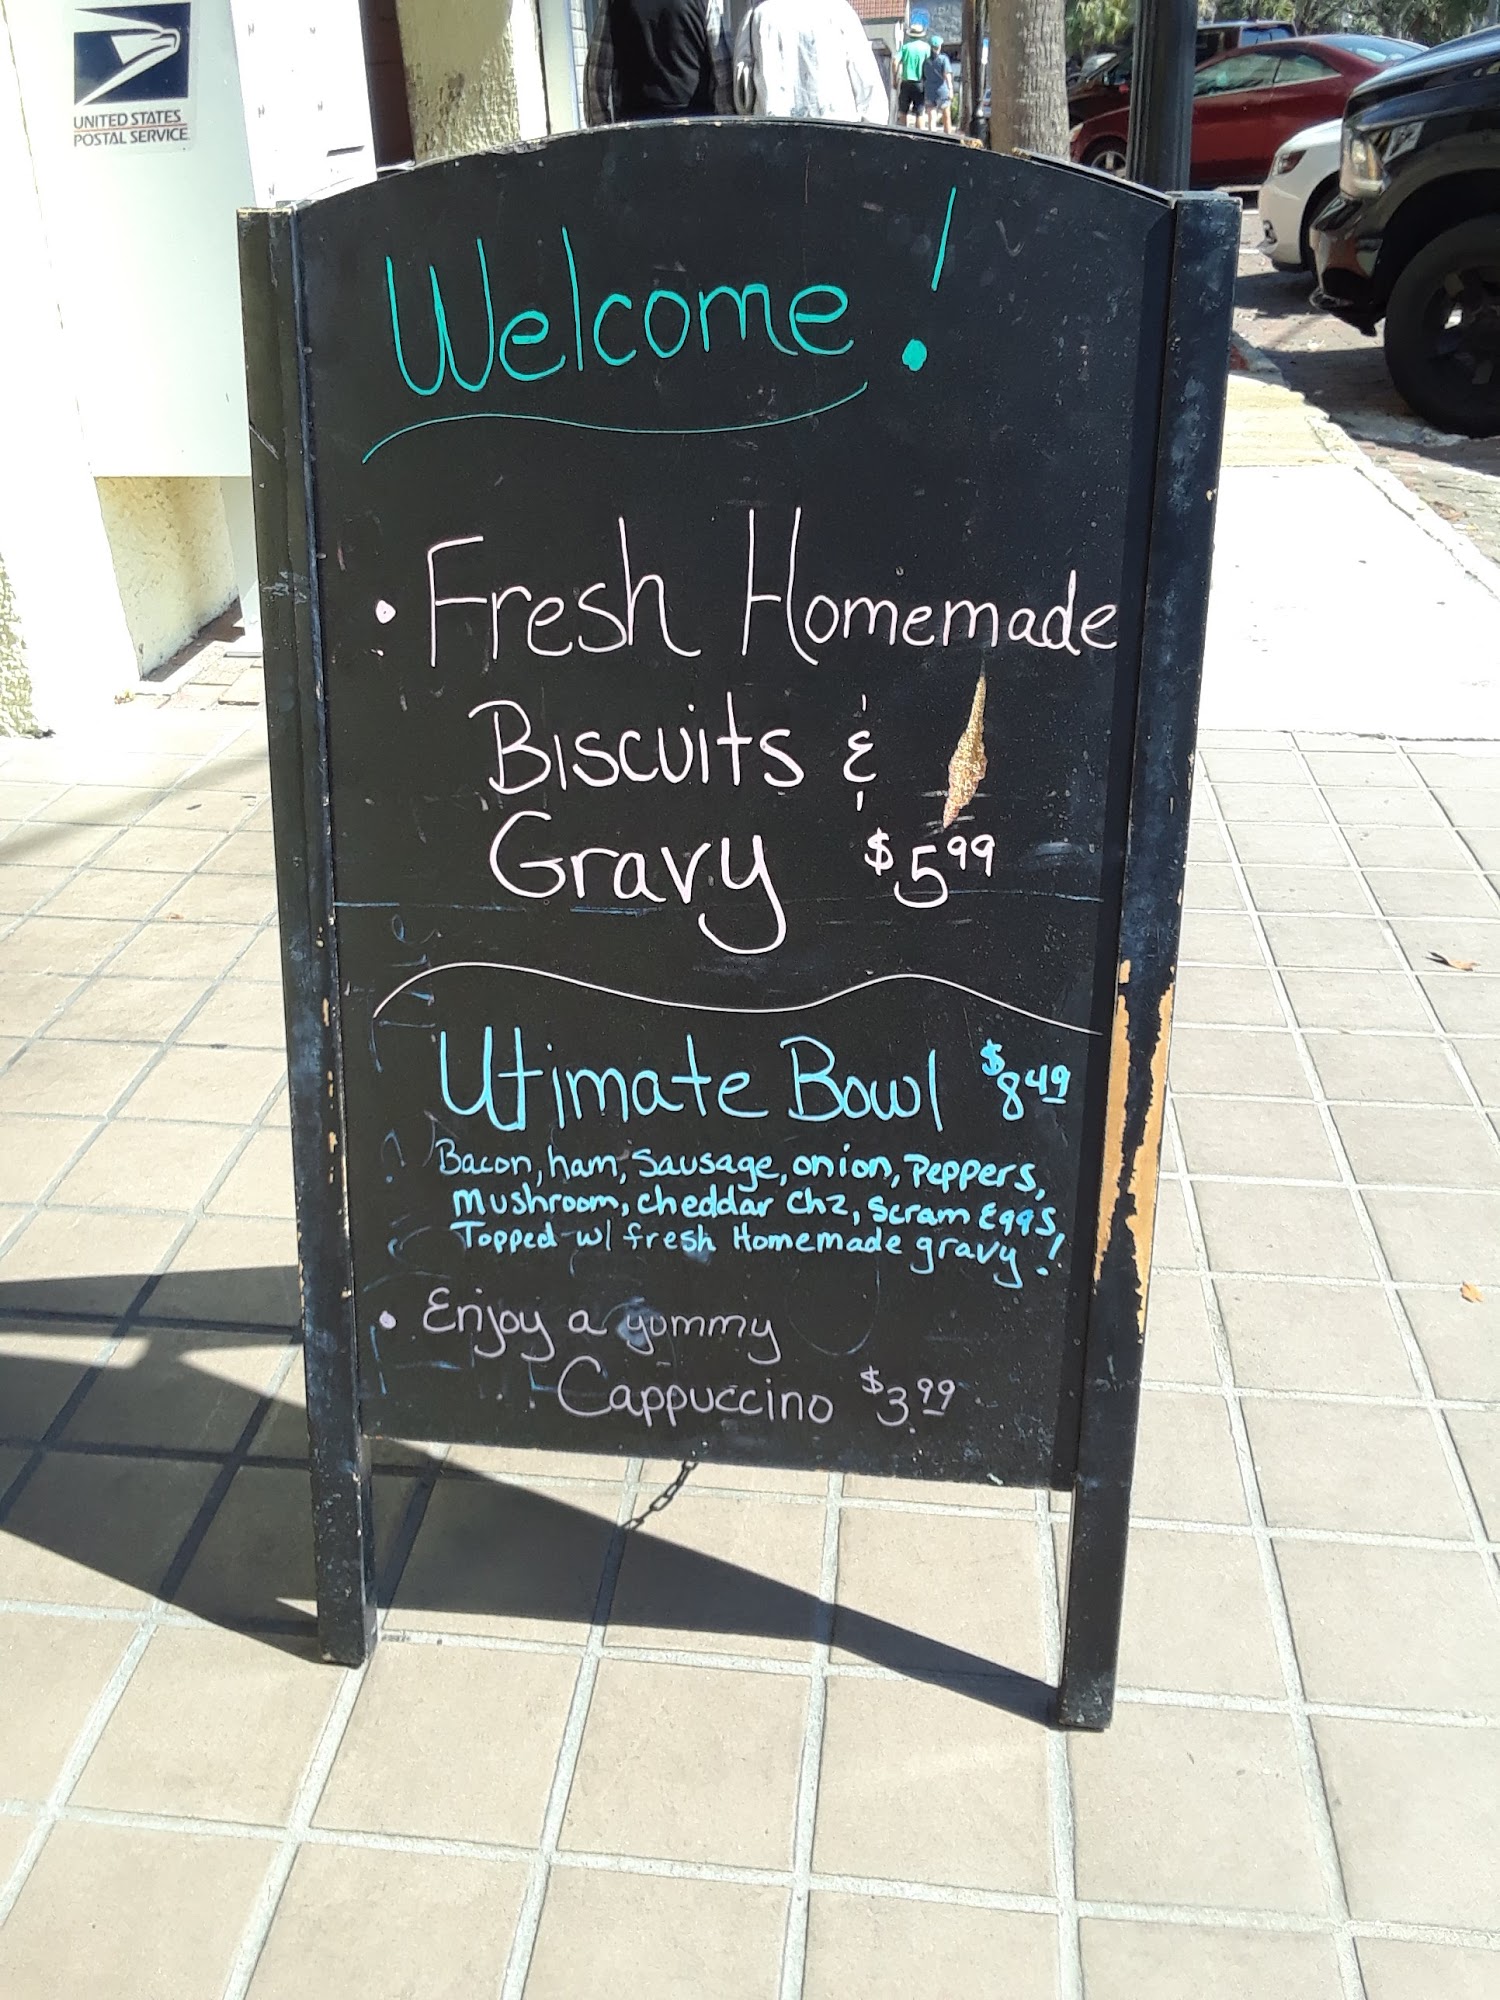 UNITED STATES
POSTAL SERVICE
Welcome!
• Fresh Homemade
Biscuits &
Gravy $5.99
Utimate Bowl $8.49
Bacon, ham, Sausage, onion, Peppers,
Mushroom, cheddar chz, Scram Eggs,
Topped w/ fresh Homemade gravy!
• Enjoy a yummy
Cappuccino $3.99